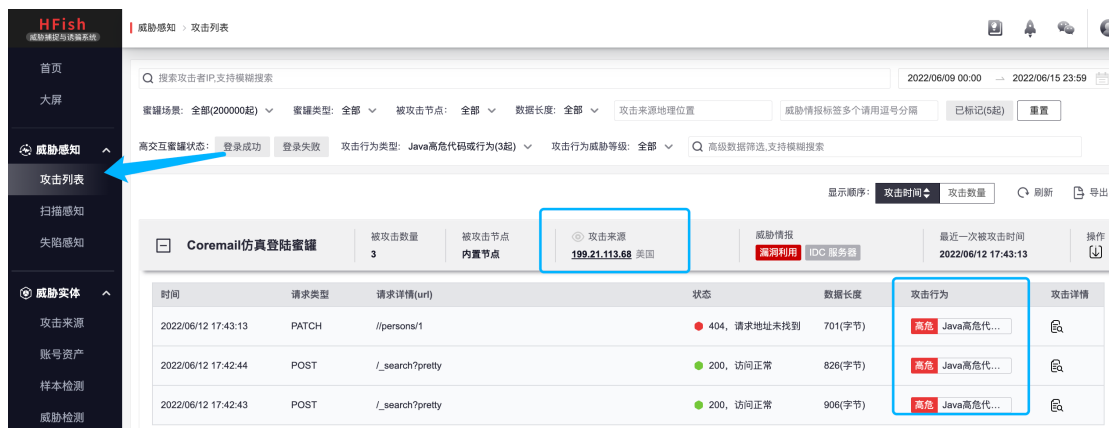 HFish
威胁捕捉与诱骗系统
威胁感知 > 攻击列表
首页
大屏
威胁感知
攻击列表
扫描感知
失陷感知
威胁实体
攻击来源
账号资产
样本检测
威胁检测
搜索攻击者IP,支持模糊搜索
2022/06/09 00:00 → 2022/06/15 23:59
蜜罐场景: 全部(200000起) 蜜罐类型: 全部 被攻击节点: 全部 数据长度: 全部 攻击来源地理位置 威胁情报标签多个请用逗号分隔 已标记(5起) 重置
高交互蜜罐状态: 登录成功 登录失败 攻击行为类型: Java高危代码或行为(3起) 攻击行为威胁等级: 全部 高级数据筛选,支持模糊搜索
显示顺序: 攻击时间 攻击数量 刷新 导出
Coremail仿真登陆蜜罐
被攻击数量
3
被攻击节点
内置节点
攻击来源
199.21.113.68 美国
威胁情报
漏洞利用 IDC 服务器
最近一次被攻击时间
2022/06/12 17:43:13
操作
时间 请求类型 请求详情(url) 状态 数据长度 攻击行为 攻击详情
2022/06/12 17:43:13 PATCH //persons/1 404，请求地址未找到 701(字节) 高危 Java高危代...
2022/06/12 17:42:44 POST /_search?pretty 200，访问正常 826(字节) 高危 Java高危代...
2022/06/12 17:42:43 POST /_search?pretty 200，访问正常 906(字节) 高危 Java高危代...